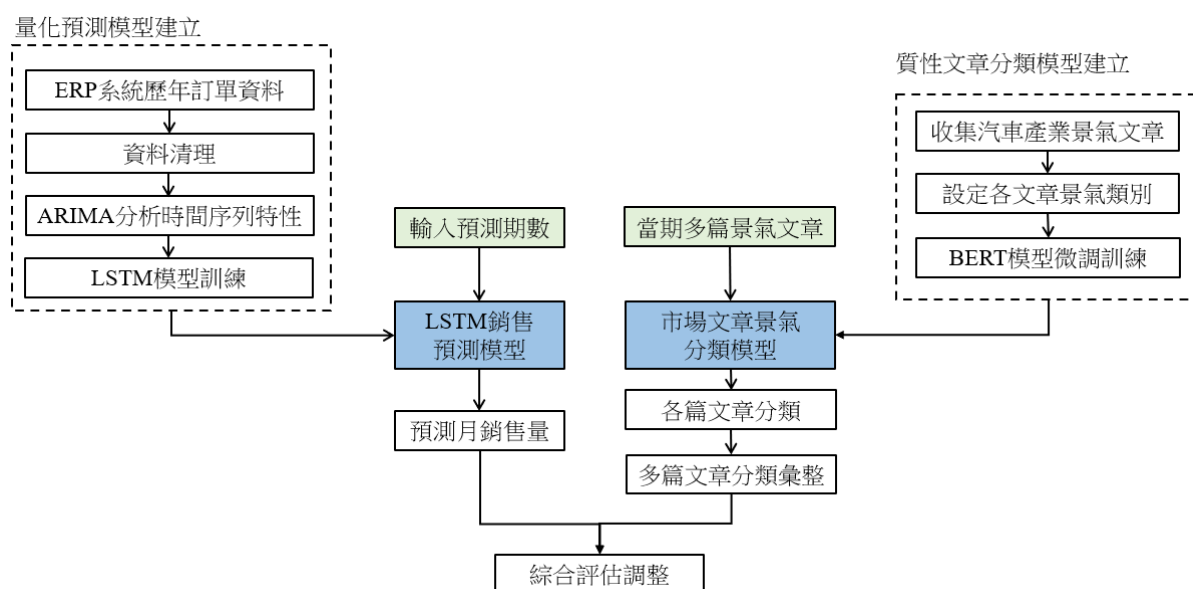 量化預測模型建立
ERP系統歷年訂單資料
資料清理
ARIMA分析時間序列特性
LSTM模型訓練
質性文章分類模型建立
收集汽車產業景氣文章
設定各文章景氣類別
BERT模型微調訓練
輸入預測期數
LSTM銷售
預測模型
預測月銷售量
當期多篇景氣文章
市場文章景氣
分類模型
各篇文章分類
多篇文章分類彙整
綜合評估調整